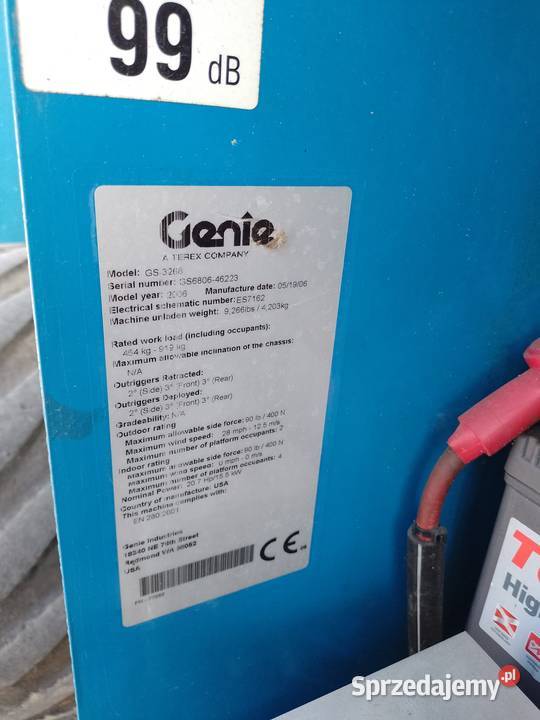 99 dB
Genie
A TEREX COMPANY
Model: GS-3268
Serial number: GS6806-46223
Model year: 2006 Manufacture date: 05/19/06
Electrical schematic number: ES7162
Machine unladen weight: 9,266lbs / 4,203kg
Rated work load (including occupants):
454 kg - 919 kg
Maximum allowable inclination of the chassis:
N/A
Outriggers Retracted:
2° (Side) 3° (Front) 3° (Rear)
Outriggers Deployed:
2° (Side) 3° (Front) 3° (Rear)
Gradeability: N/A
Outdoor rating
Maximum allowable side force: 90 lb / 400 N
Maximum wind speed: 28 mph - 12.5 m/s
Maximum number of platform occupants: 2
Indoor rating
Maximum allowable side force: 90 lb / 400 N
Maximum wind speed: 0 mph - 0 m/s
Maximum number of platform occupants: 4
Nominal Power: 20.7 Hp/15.5 kW
Country of manufacture: USA
This machine complies with:
EN 280:2001
Genie Industries
18340 NE 76th Street
Redmond WA 98052
USA
CE
High
Sprzedajemy.pl